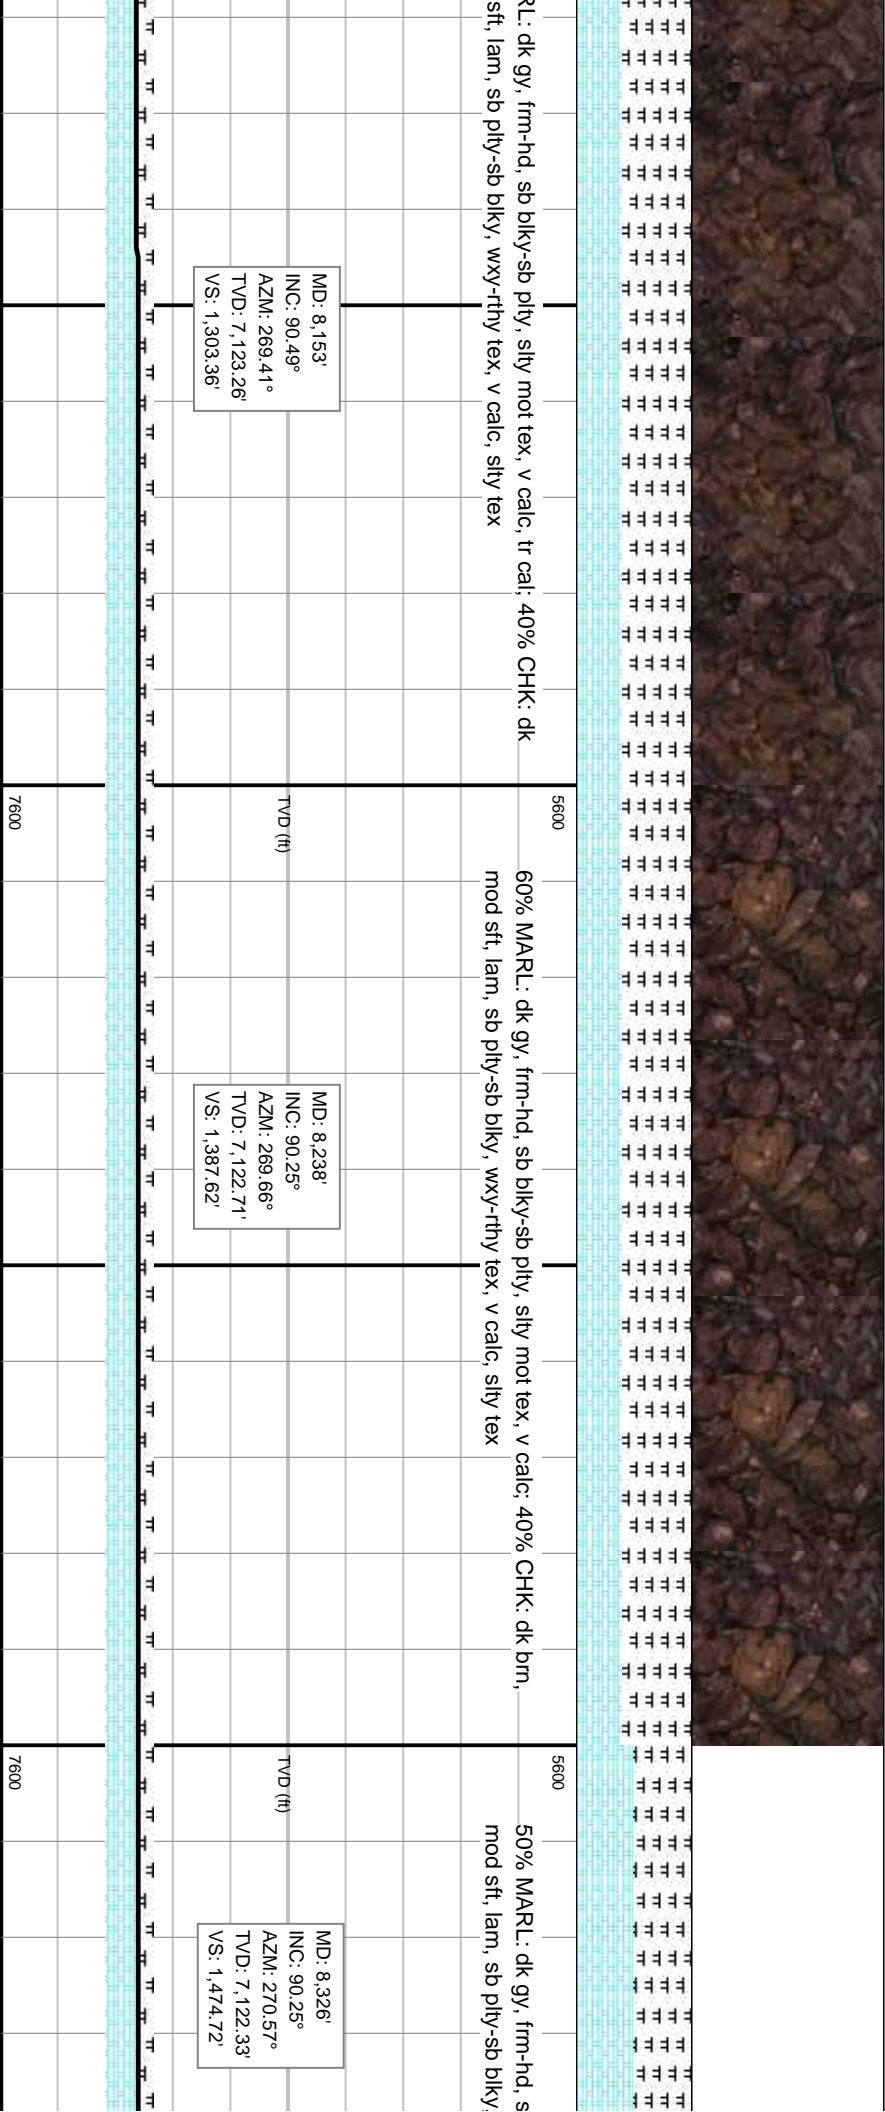 RL: dk gy, frm-hd, sb blky-sb plty, slty mot tex, v calc, tr cal; 40% CHK: dk
sft, lam, sb plty-sb blky, wxy-rthy tex, v calc, slty tex
MD: 8,153'
INC: 90.49°
AZM: 269.41°
TVD: 7,123.26'
VS: 1,303.36'
5600
TVD (ft)
7600
60% MARL: dk gy, frm-hd, sb blky-sb plty, slty mot tex, v calc; 40% CHK: dk brn,
mod sft, lam, sb plty-sb blky, wxy-rthy tex, v calc, slty tex
MD: 8,238'
INC: 90.25°
AZM: 269.66°
TVD: 7,122.71'
VS: 1,387.62'
5600
TVD (ft)
7600
50% MARL: dk gy, frm-hd, s
mod sft, lam, sb plty-sb blky,
MD: 8,326'
INC: 90.25°
AZM: 270.57°
TVD: 7,122.33'
VS: 1,474.72'